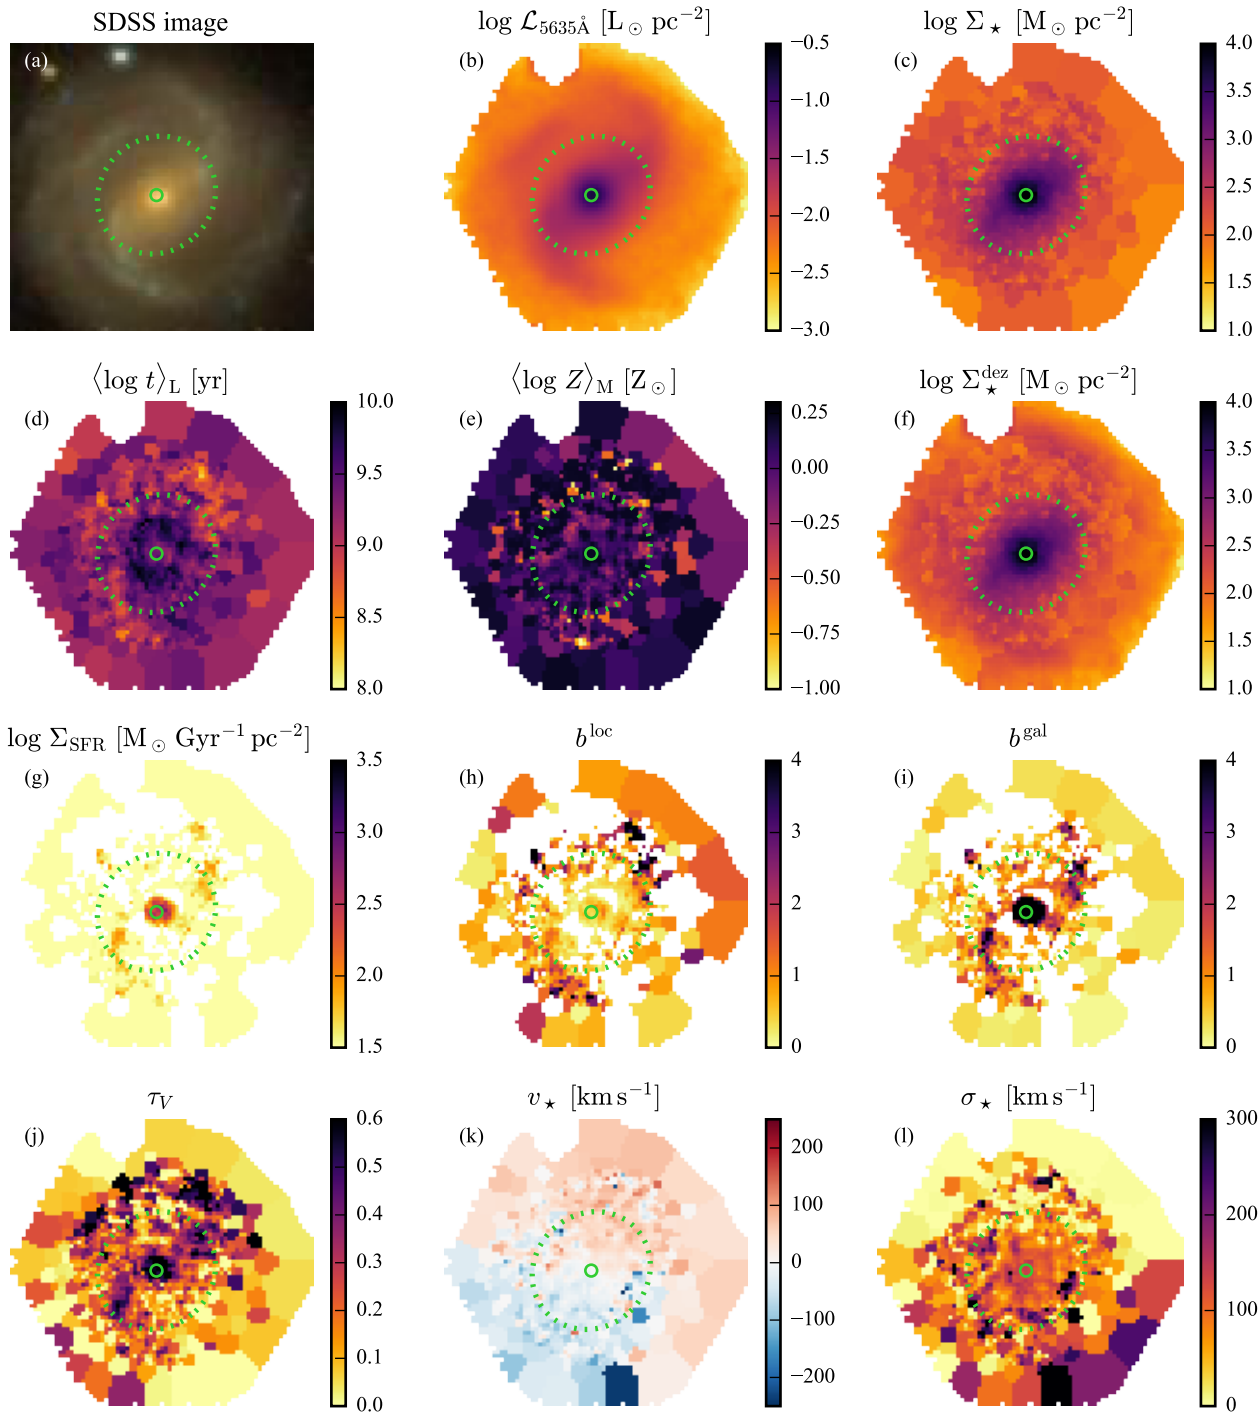 SDSS image
(a)
log ℒ₅₆₃₅Å [L⊙ pc⁻²]
(b)
−0.5
−1.0
−1.5
−2.0
−2.5
−3.0
log Σ⋆ [M⊙ pc⁻²]
(c)
4.0
3.5
3.0
2.5
2.0
1.5
1.0
⟨log t⟩L [yr]
(d)
10.0
9.5
9.0
8.5
8.0
⟨log Z⟩M [Z⊙]
(e)
0.25
0.00
−0.25
−0.50
−0.75
−1.00
log Σ⋆ᵈᵉᶻ [M⊙ pc⁻²]
(f)
4.0
3.5
3.0
2.5
2.0
1.5
1.0
log ΣSFR [M⊙ Gyr⁻¹ pc⁻²]
(g)
3.5
3.0
2.5
2.0
1.5
bˡᵒᶜ
(h)
4
3
2
1
0
bᵍᵃˡ
(i)
4
3
2
1
0
τV
(j)
0.6
0.5
0.4
0.3
0.2
0.1
0.0
v⋆ [km s⁻¹]
(k)
200
100
0
−100
−200
σ⋆ [km s⁻¹]
(l)
300
200
100
0